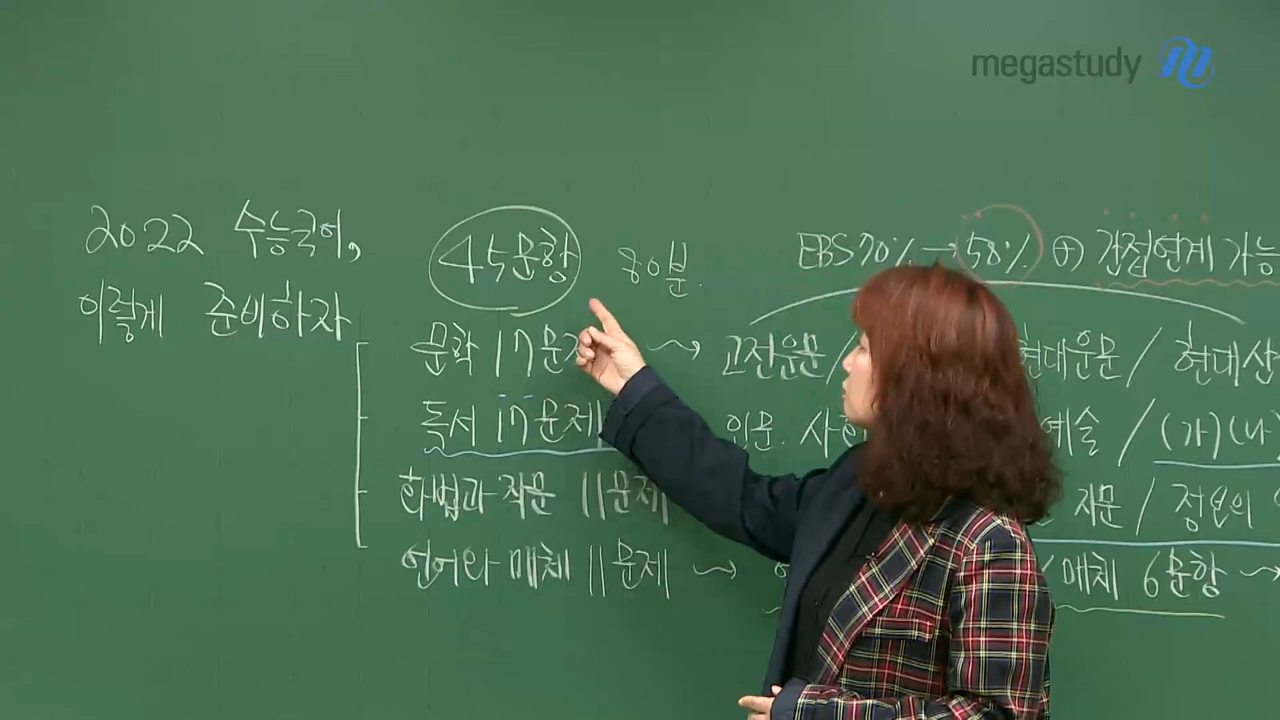 megastudy
2022 수능국어,
이렇게 준비하자
45문항 80분.
EBS 70% → 58% ⊕ 간접연계 가능
문학 17문제 → 고전운문 / 현대운문 / 현대산
독서 17문제 인문. 사회 예술 / (가)(나)
화법과 작문 11문제 지문 / 정보의
언어와 매체 11문제 → / 매체 6문항 →